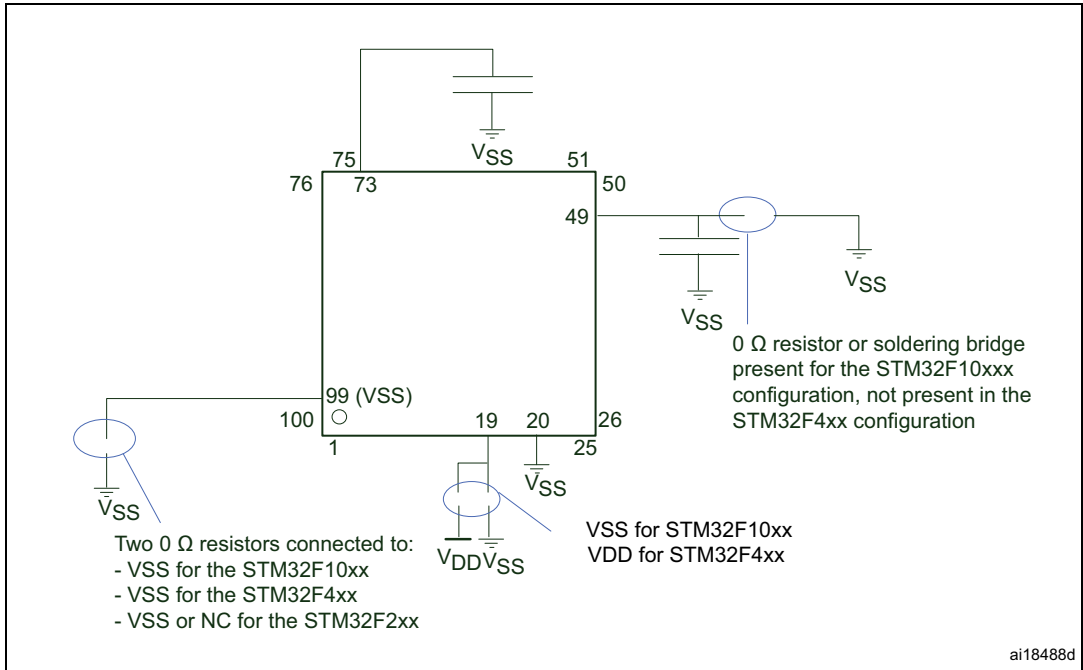 VSS
75
51
76
73
50
49
VSS
VSS
0 Ω resistor or soldering bridge
present for the STM32F10xxx
configuration, not present in the
STM32F4xx configuration
99 (VSS)
100
19
20
26
1
25
VSS
VSS
Two 0 Ω resistors connected to:
- VSS for the STM32F10xx
- VSS for the STM32F4xx
- VSS or NC for the STM32F2xx
VDD VSS
VSS for STM32F10xx
VDD for STM32F4xx
ai18488d